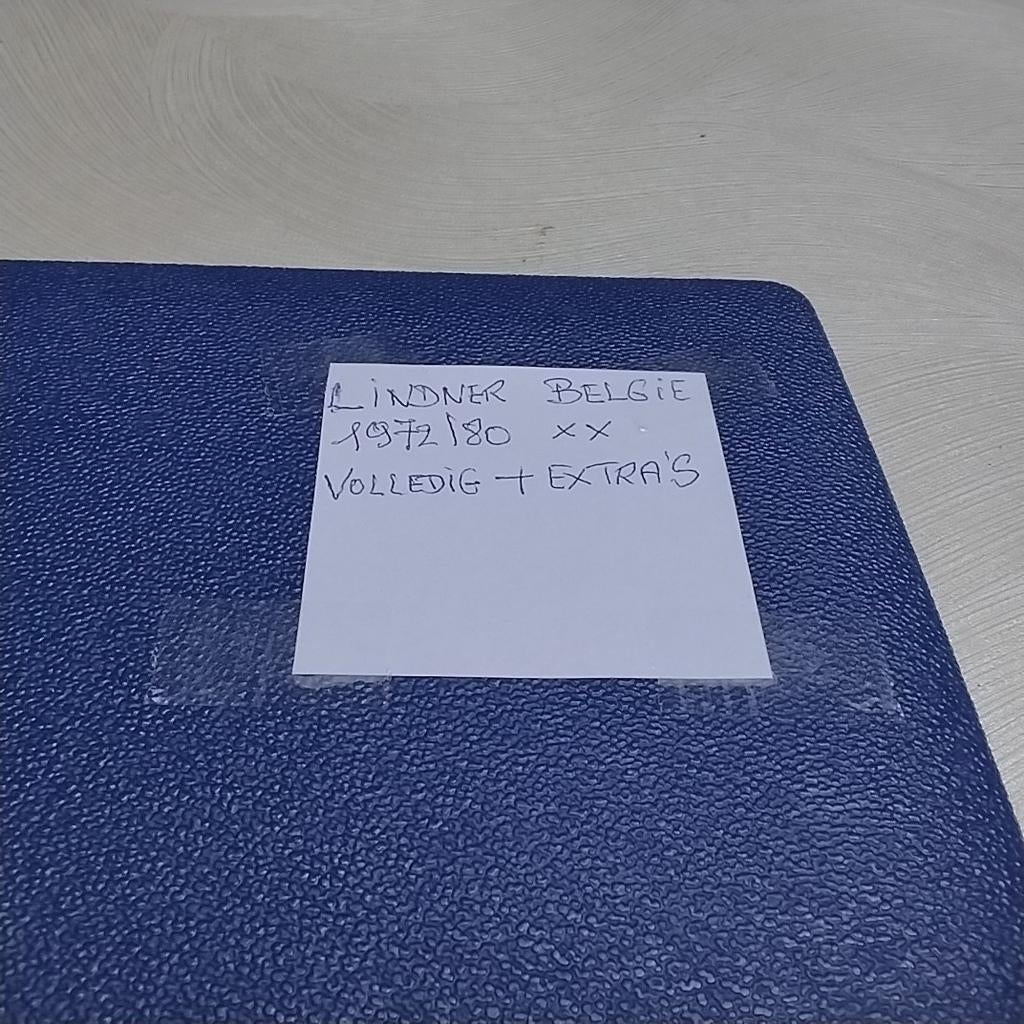 LINDNER BELGIE
1972/80 xx
VOLLEDIG + EXTRA'S